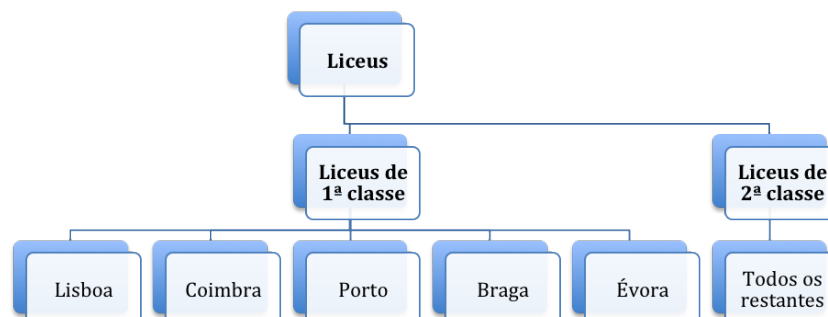 Liceus
Liceus de
1ª classe
Liceus de
2ª classe
Lisboa
Coimbra
Porto
Braga
Évora
Todos os
restantes